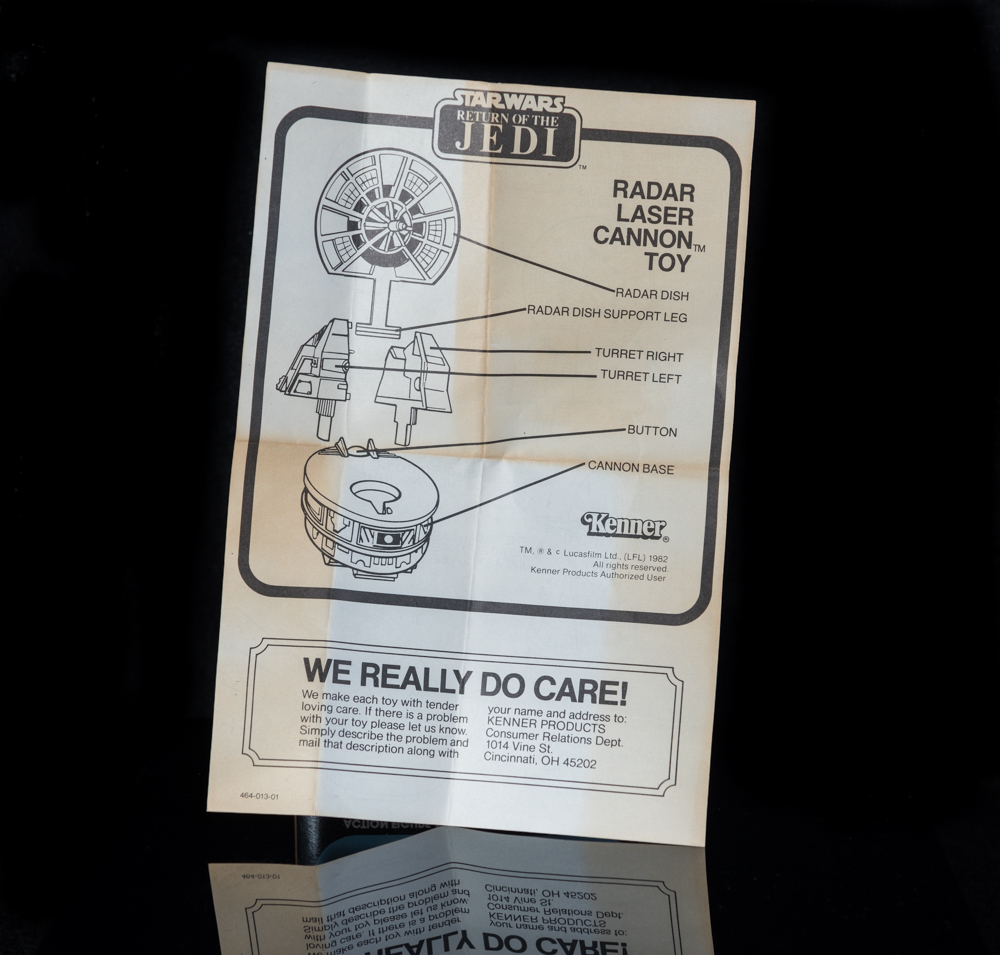 STAR WARS
RETURN OF THE
JEDI
TM
RADAR
LASER
CANNON™
TOY
RADAR DISH
RADAR DISH SUPPORT LEG
TURRET RIGHT
TURRET LEFT
BUTTON
CANNON BASE
Kenner®
TM, ® & c Lucasfilm Ltd., (LFL) 1982
All rights reserved.
Kenner Products Authorized User
WE REALLY DO CARE!
We make each toy with tender
loving care. If there is a problem
with your toy please let us know.
Simply describe the problem and
mail that description along with
your name and address to:
KENNER PRODUCTS
Consumer Relations Dept.
1014 Vine St.
Cincinnati, OH 45202
464-013-01